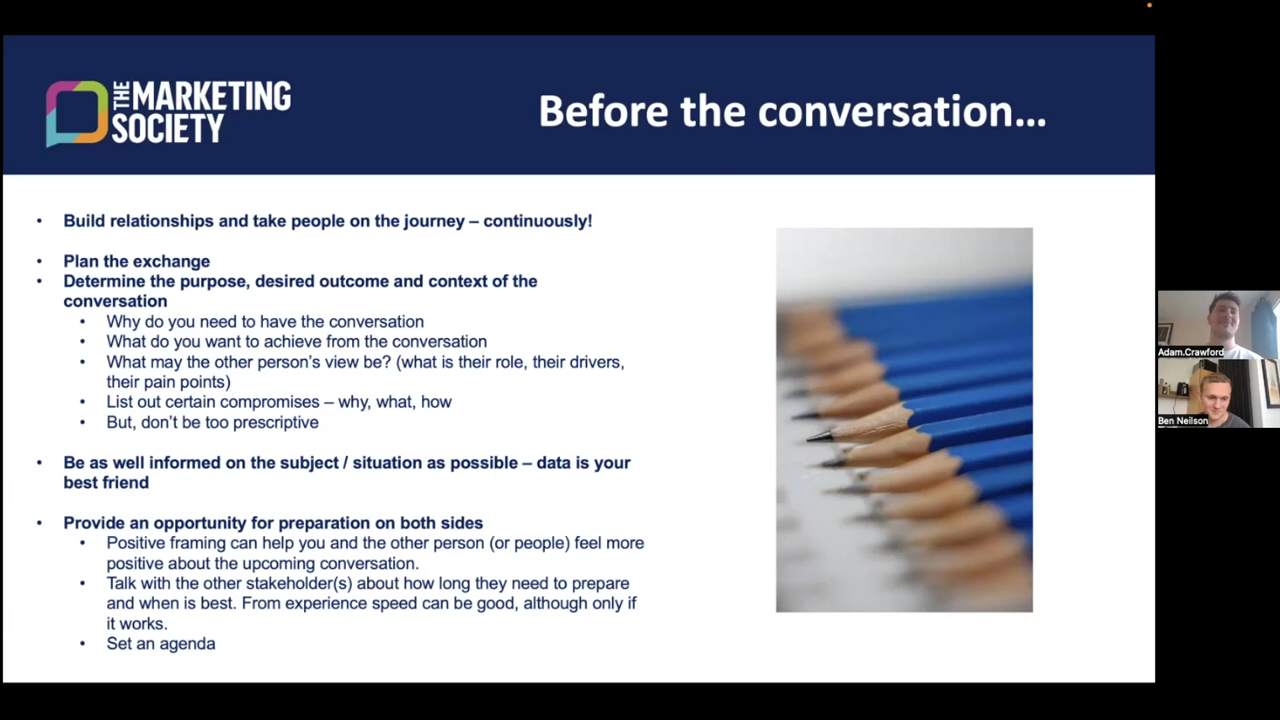 THE MARKETING SOCIETY
Before the conversation...
• Build relationships and take people on the journey – continuously!
• Plan the exchange
• Determine the purpose, desired outcome and context of the
conversation
• Why do you need to have the conversation
• What do you want to achieve from the conversation
• What may the other person's view be? (what is their role, their drivers,
their pain points)
• List out certain compromises – why, what, how
• But, don't be too prescriptive
• Be as well informed on the subject / situation as possible – data is your
best friend
• Provide an opportunity for preparation on both sides
• Positive framing can help you and the other person (or people) feel more
positive about the upcoming conversation.
• Talk with the other stakeholder(s) about how long they need to prepare
and when is best. From experience speed can be good, although only if
it works.
• Set an agenda
Adam.Crawford
Ben Neilson